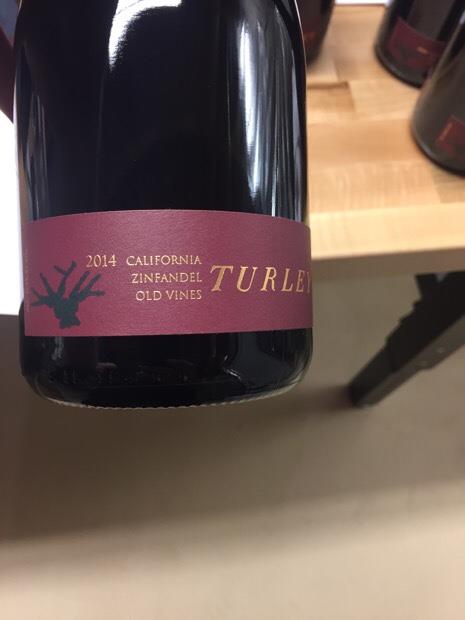 2014 CALIFORNIA
ZINFANDEL
OLD VINES
TURLEY